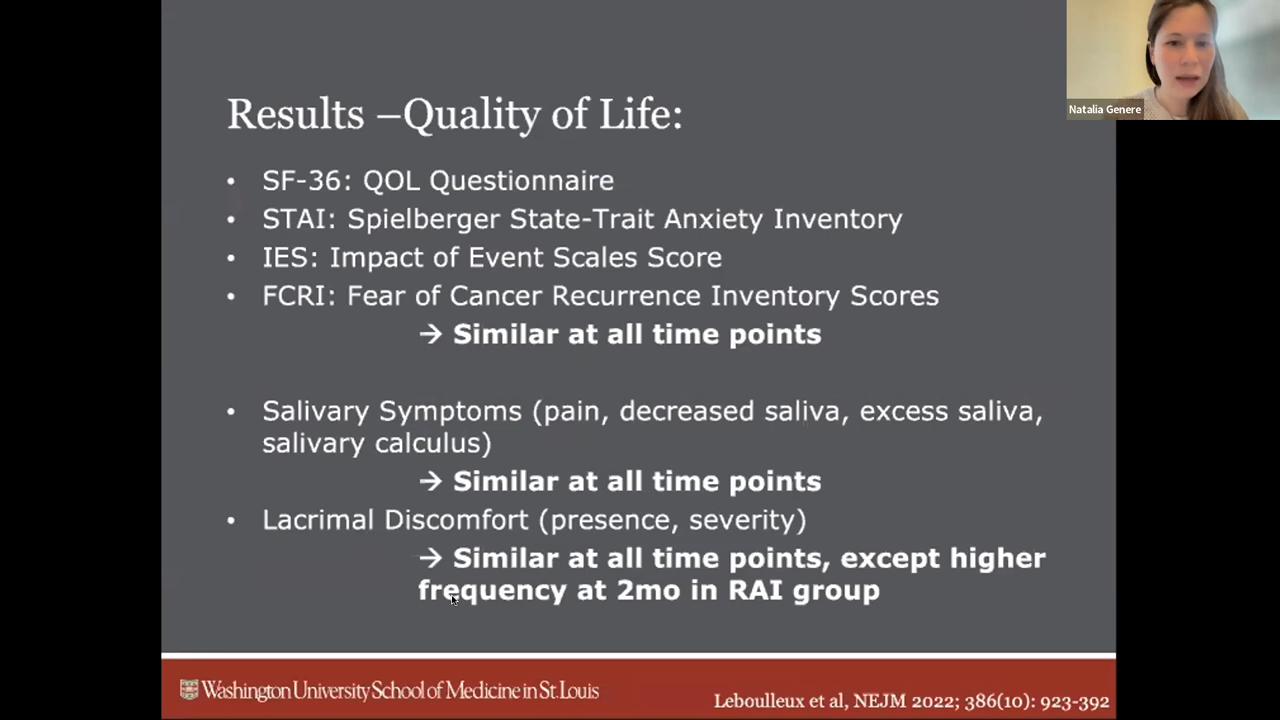 Natalia Genere
Results –Quality of Life:
• SF-36: QOL Questionnaire
• STAI: Spielberger State-Trait Anxiety Inventory
• IES: Impact of Event Scales Score
• FCRI: Fear of Cancer Recurrence Inventory Scores
→ Similar at all time points
• Salivary Symptoms (pain, decreased saliva, excess saliva,
salivary calculus)
→ Similar at all time points
• Lacrimal Discomfort (presence, severity)
→ Similar at all time points, except higher
frequency at 2mo in RAI group
Washington University School of Medicine in St. Louis
Leboulleux et al, NEJM 2022; 386(10): 923-392